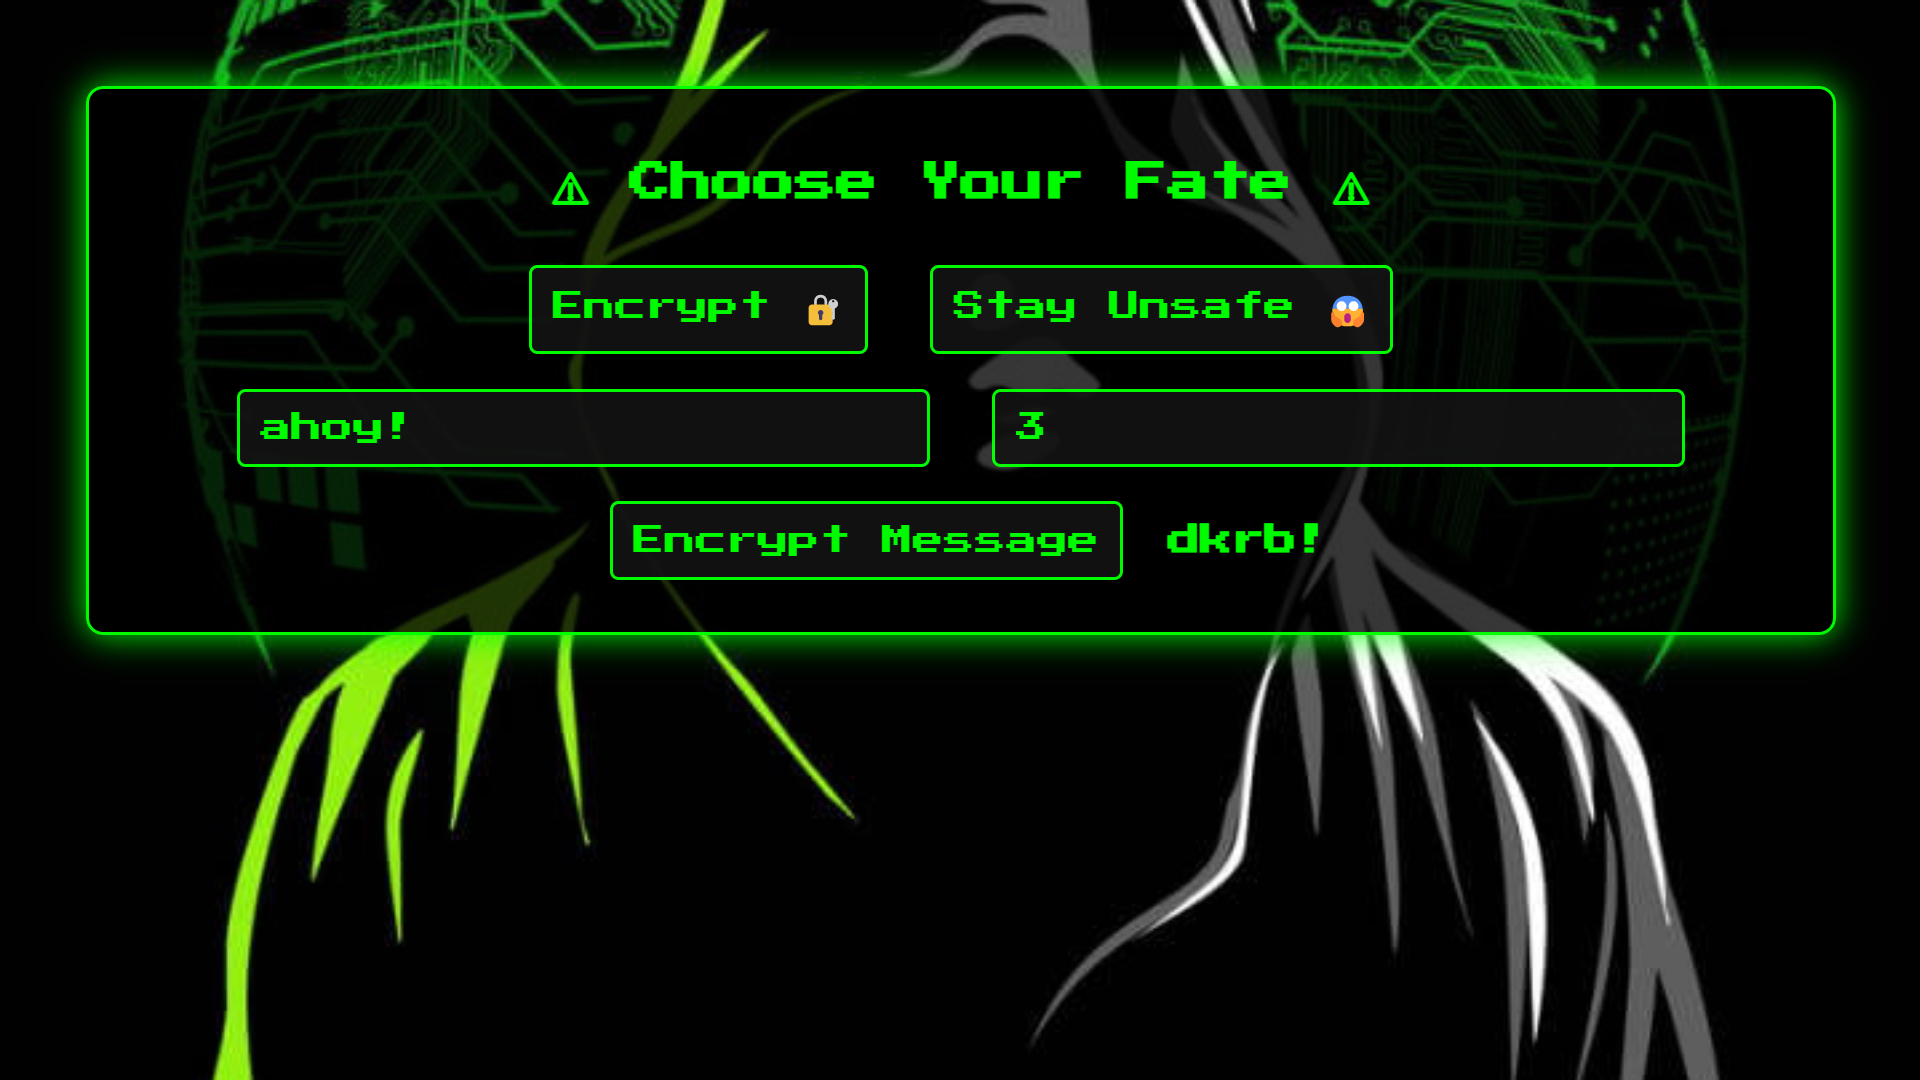 ⚠ Choose Your Fate ⚠
Encrypt 🔐 Stay Unsafe 😱
ahoy! 3
Encrypt Message dkrb!